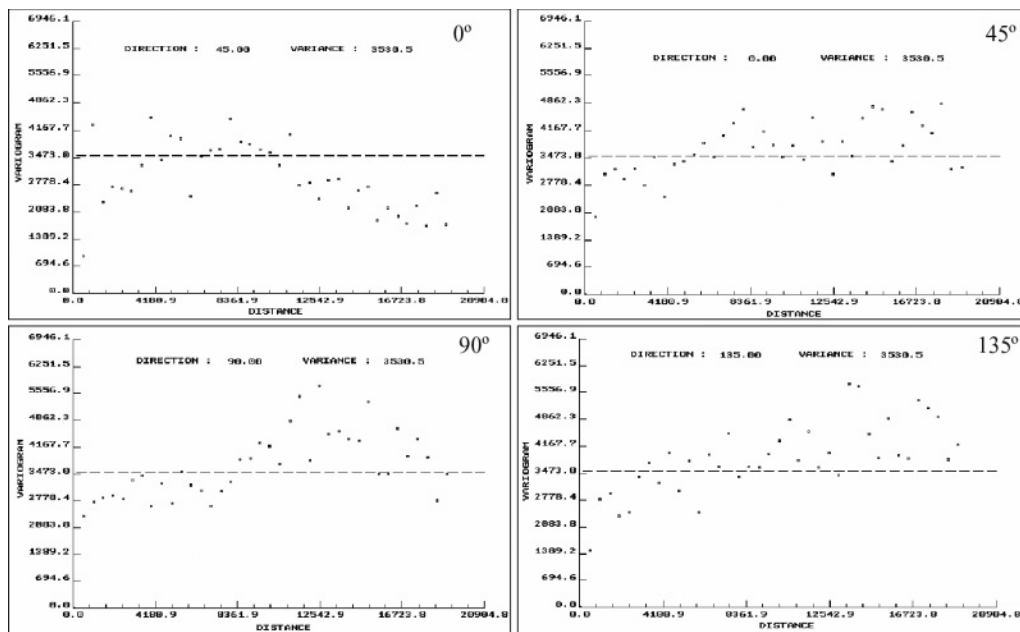 6946.1
0º
6251.5
DIRECTION : 45.00 VARIANCE : 3530.5
5556.9
4862.3
4167.7
3473.0
2778.4
2083.8
1389.2
694.6
0.0
VARIOGRAM
0.0 4180.9 8361.9 12542.9 16723.8 20904.8
DISTANCE
6946.1
45º
6251.5
DIRECTION : 0.00 VARIANCE : 3530.5
5556.9
4862.3
4167.7
3473.0
2778.4
2083.8
1389.2
694.6
0.0
VARIOGRAM
0.0 4180.9 8361.9 12542.9 16723.8 20904.8
DISTANCE
6946.1
90º
DIRECTION : 90.00 VARIANCE : 3530.5
6251.5
5556.9
4862.3
4167.7
3473.0
2778.4
2083.8
1389.2
694.6
0.0
VARIOGRAM
0.0 4180.9 8361.9 12542.9 16723.8 20904.8
DISTANCE
6946.1
135º
DIRECTION : 135.00 VARIANCE : 3530.5
6251.5
5556.9
4862.3
4167.7
3473.0
2778.4
2083.8
1389.2
694.6
0.0
VARIOGRAM
0.0 4180.9 8361.9 12542.9 16723.8 20904.8
DISTANCE